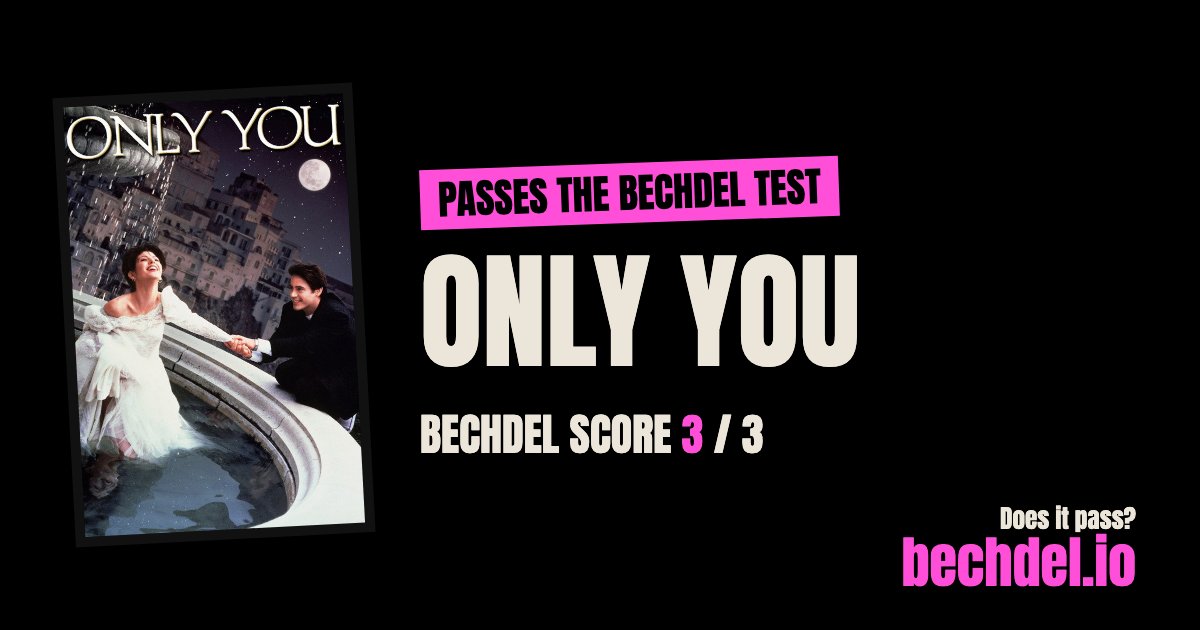 ONLY YOU
PASSES THE BECHDEL TEST
ONLY YOU
BECHDEL SCORE 3 / 3
Does it pass?
bechdel.io